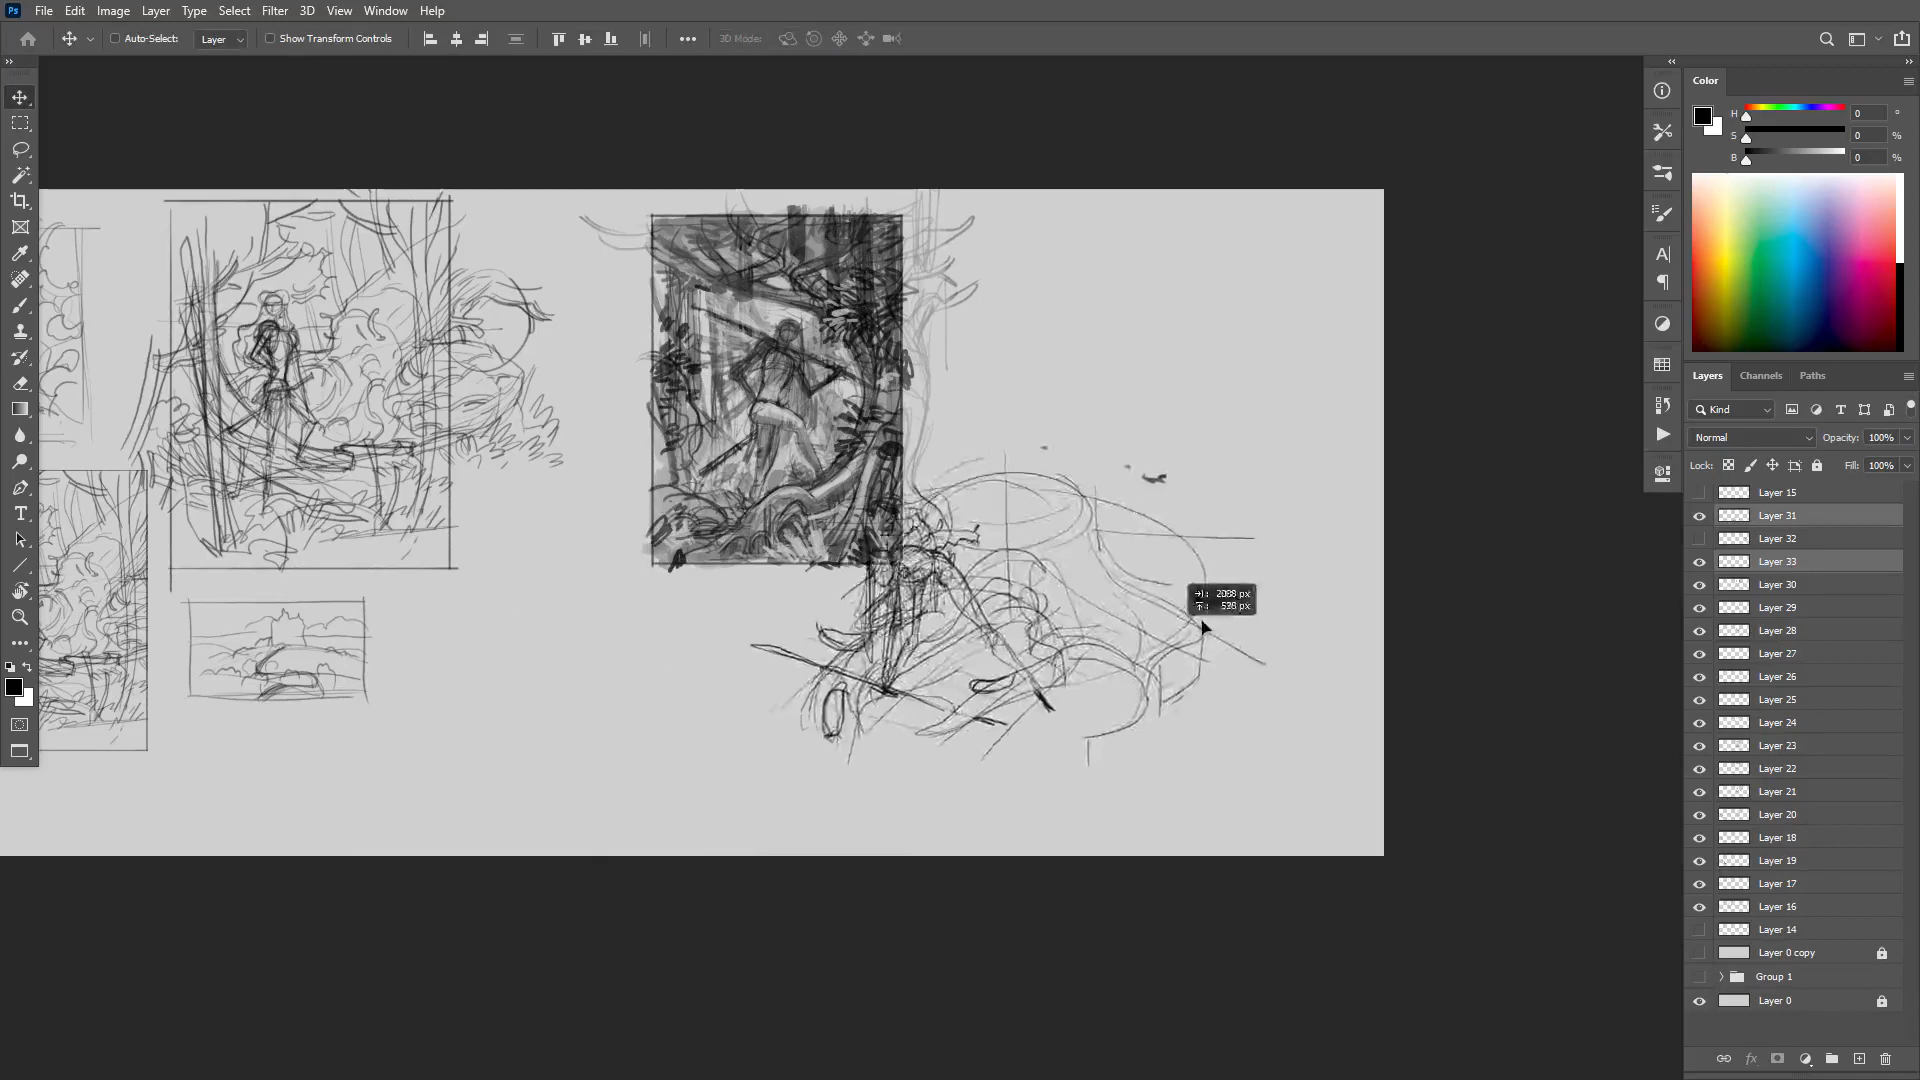 Ps File Edit Image Layer Type Select Filter 3D View Window Help
Auto-Select: Layer Show Transform Controls 3D Mode:
Color
H 0 °
S 0 %
B 0 %
Layers Channels Paths
Kind
Normal Opacity: 100%
Lock: Fill: 100%
Layer 15
Layer 31
Layer 32
Layer 33
Layer 30
Layer 29
Layer 28
Layer 27
Layer 26
Layer 25
Layer 24
Layer 23
Layer 22
Layer 21
Layer 20
Layer 18
Layer 19
Layer 17
Layer 16
Layer 14
Layer 0 copy
Group 1
Layer 0